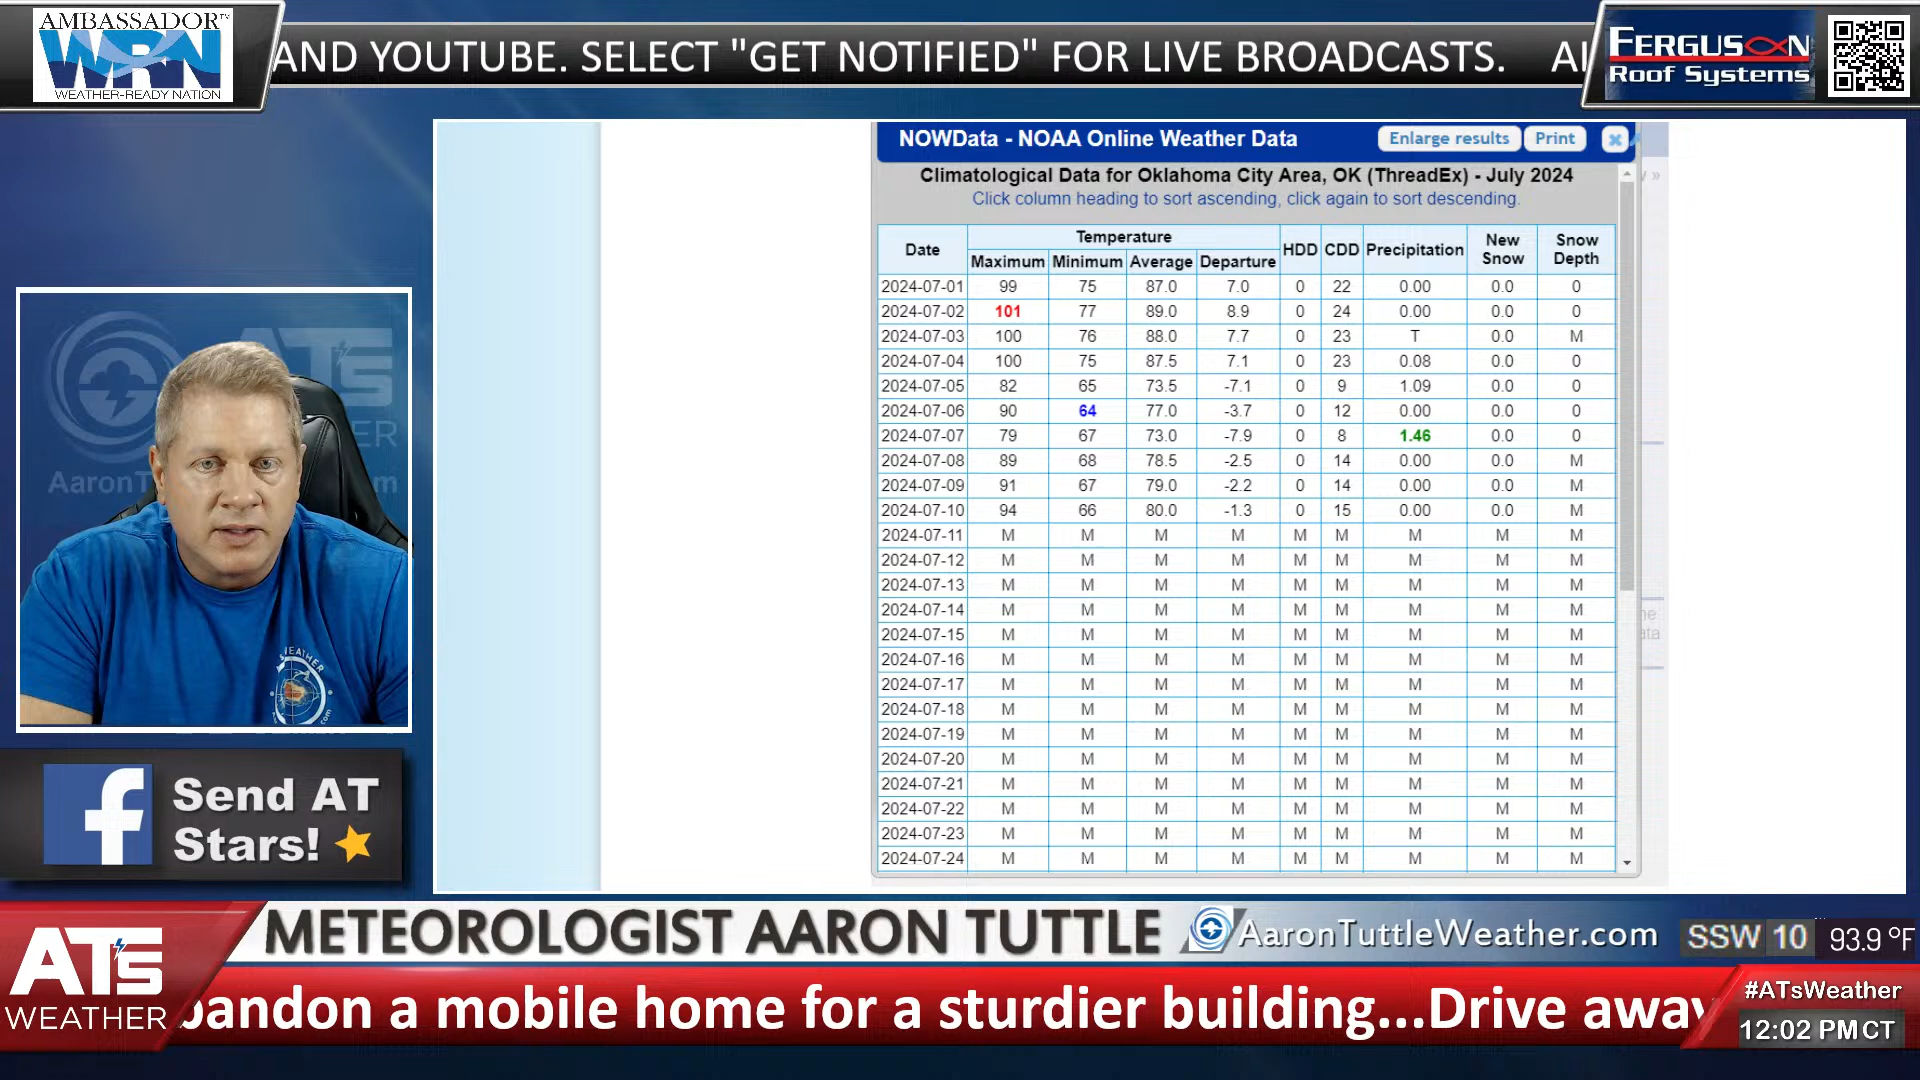 AMBASSADOR™
WRN
WEATHER-READY NATION
AND YOUTUBE. SELECT "GET NOTIFIED" FOR LIVE BROADCASTS.
FERGUSON
Roof Systems
NOWData - NOAA Online Weather Data
Enlarge results Print
Climatological Data for Oklahoma City Area, OK (ThreadEx) - July 2024
Click column heading to sort ascending, click again to sort descending.
Date Temperature HDD CDD Precipitation New Snow Snow Depth
Maximum Minimum Average Departure
2024-07-01 99 75 87.0 7.0 0 22 0.00 0.0 0
2024-07-02 101 77 89.0 8.9 0 24 0.00 0.0 0
2024-07-03 100 76 88.0 7.7 0 23 T 0.0 M
2024-07-04 100 75 87.5 7.1 0 23 0.08 0.0 0
2024-07-05 82 65 73.5 -7.1 0 9 1.09 0.0 0
2024-07-06 90 64 77.0 -3.7 0 12 0.00 0.0 0
2024-07-07 79 67 73.0 -7.9 0 8 1.46 0.0 0
2024-07-08 89 68 78.5 -2.5 0 14 0.00 0.0 M
2024-07-09 91 67 79.0 -2.2 0 14 0.00 0.0 M
2024-07-10 94 66 80.0 -1.3 0 15 0.00 0.0 M
2024-07-11 M M M M M M M M M
2024-07-12 M M M M M M M M M
2024-07-13 M M M M M M M M M
2024-07-14 M M M M M M M M M
2024-07-15 M M M M M M M M M
2024-07-16 M M M M M M M M M
2024-07-17 M M M M M M M M M
2024-07-18 M M M M M M M M M
2024-07-19 M M M M M M M M M
2024-07-20 M M M M M M M M M
2024-07-21 M M M M M M M M M
2024-07-22 M M M M M M M M M
2024-07-23 M M M M M M M M M
2024-07-24 M M M M M M M M M
Send AT
Stars!
METEOROLOGIST AARON TUTTLE
AaronTuttleWeather.com
SSW 10 93.9 °F
ATs
WEATHER
bandon a mobile home for a sturdier building...Drive away
#ATsWeather
12:02 PM CT